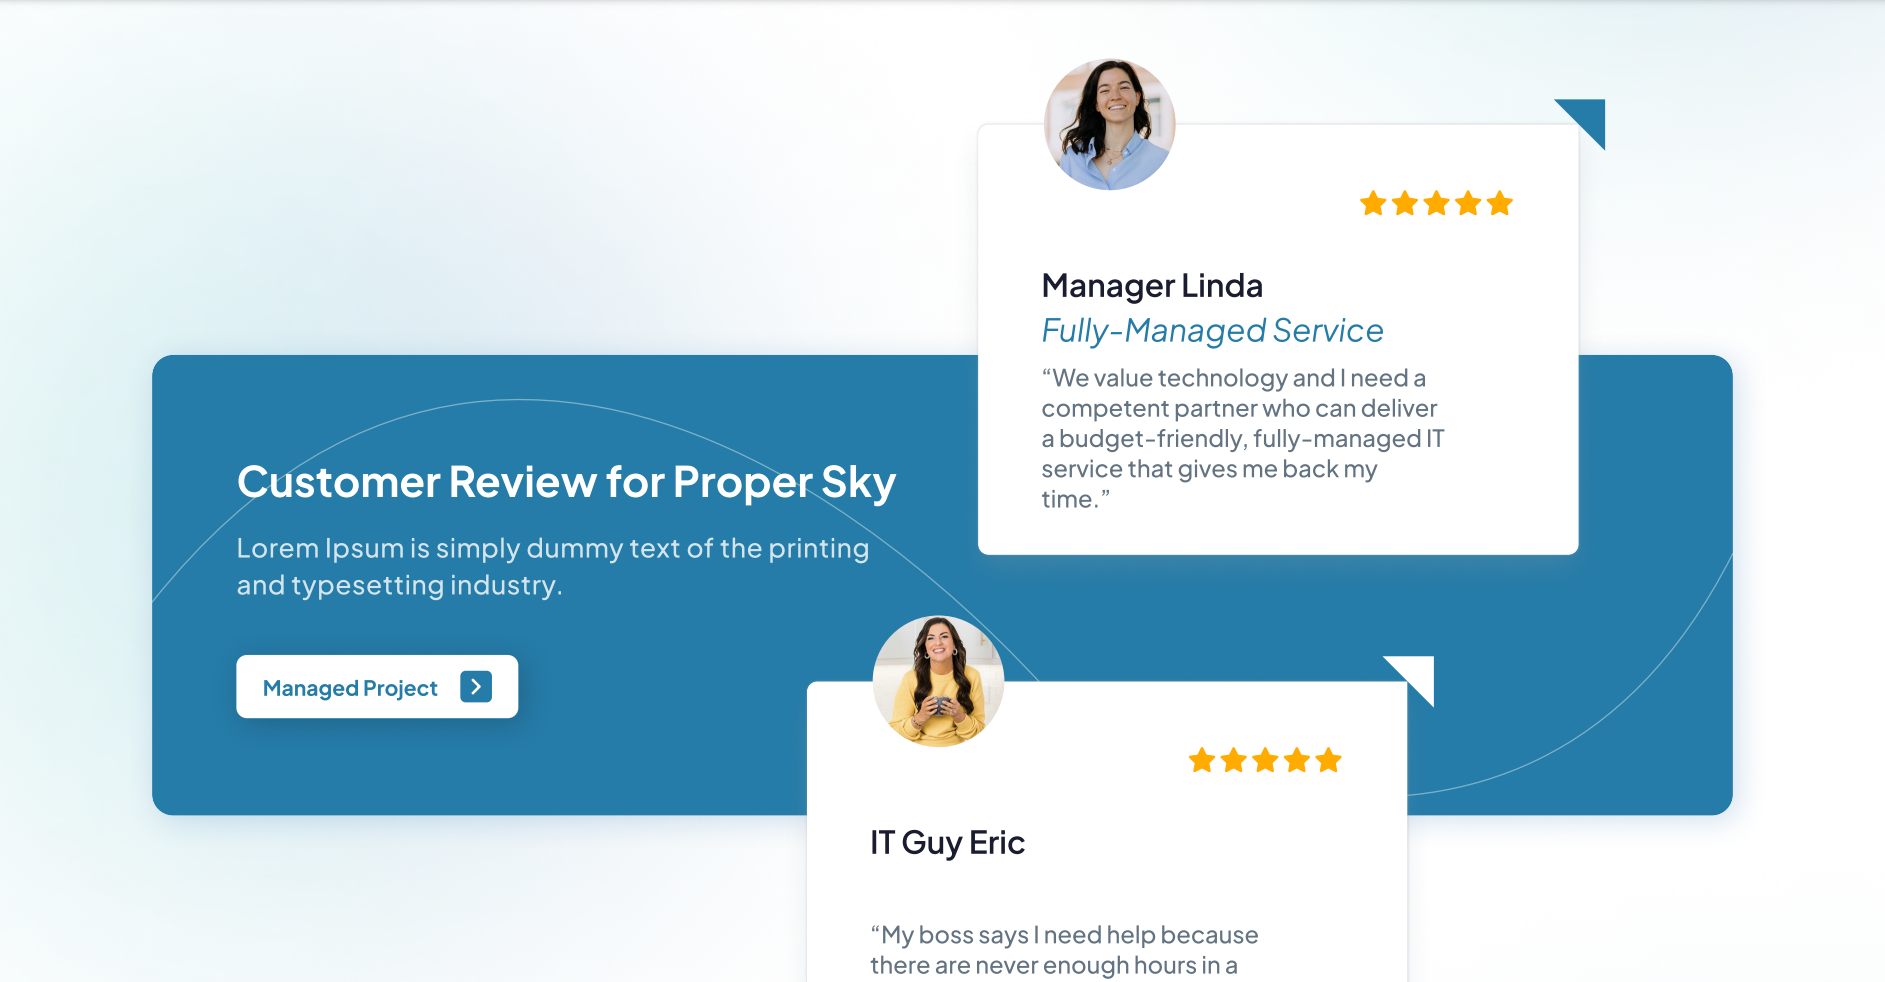 Manager Linda
Fully-Managed Service
“We value technology and I need a
competent partner who can deliver
a budget-friendly, fully-managed IT
service that gives me back my
time.”
Customer Review for Proper Sky
Lorem Ipsum is simply dummy text of the printing
and typesetting industry.
Managed Project
IT Guy Eric
“My boss says I need help because
there are never enough hours in a